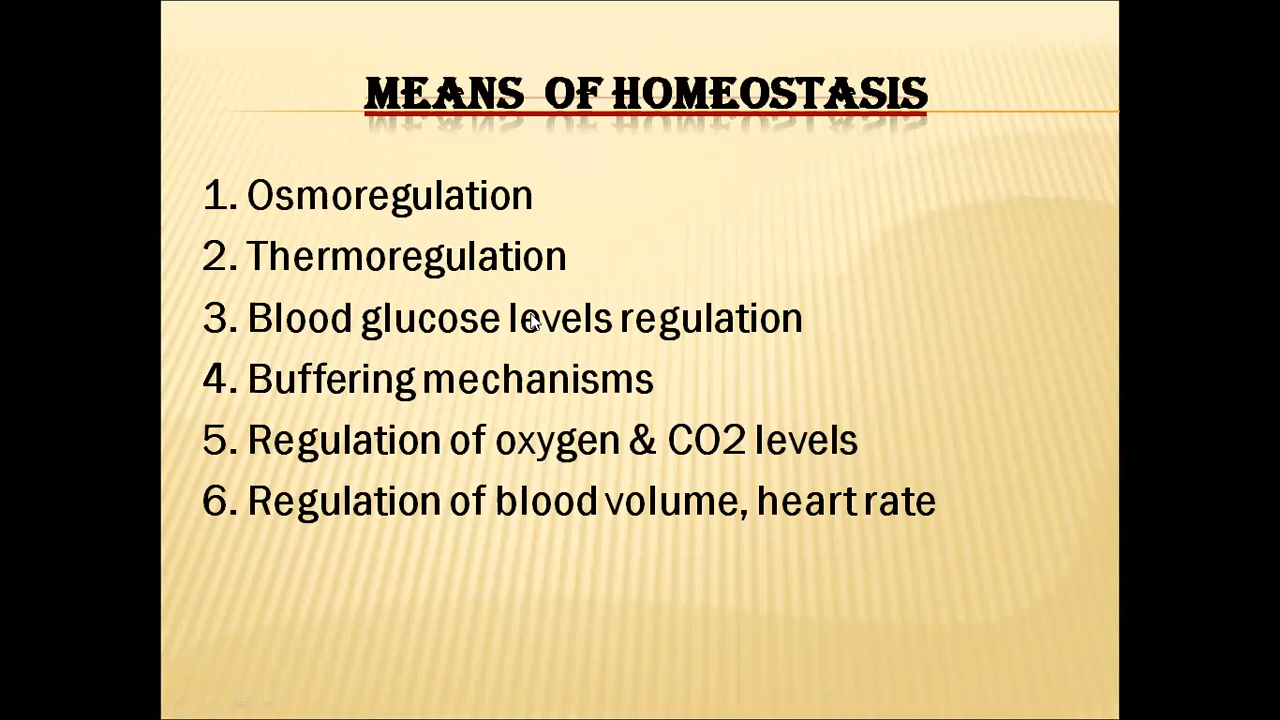 MEANS OF HOMEOSTASIS
1. Osmoregulation
2. Thermoregulation
3. Blood glucose levels regulation
4. Buffering mechanisms
5. Regulation of oxygen & CO2 levels
6. Regulation of blood volume, heart rate